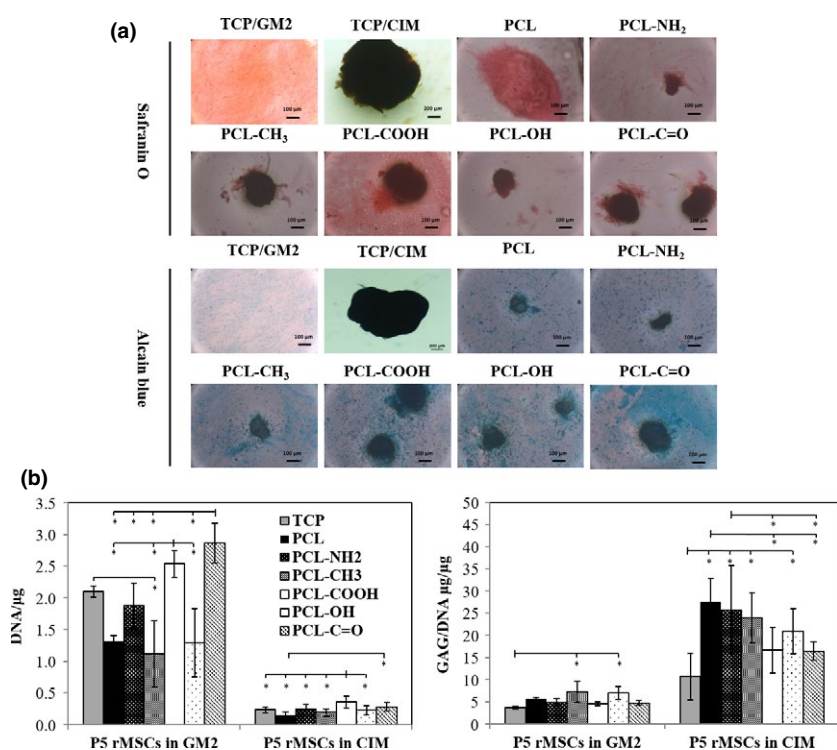 (a)
TCP/GM2 TCP/CIM PCL PCL-NH₂
Safranin O
100 µm 200 µm 100 µm 100 µm
PCL-CH₃ PCL-COOH PCL-OH PCL-C=O
100 µm 100 µm 100 µm 100 µm
TCP/GM2 TCP/CIM PCL PCL-NH₂
Alcain blue
100 µm 200 µm 100 µm 100 µm
PCL-CH₃ PCL-COOH PCL-OH PCL-C=O
100 µm 100 µm 100 µm
(b)
3.5
3.0
2.5
2.0
1.5
1.0
0.5
0.0
DNA/µg
* * * *
* * *
*
TCP
PCL
PCL-NH2
PCL-CH3
PCL-COOH
PCL-OH
PCL-C=O
*
* * * * *
P5 rMSCs in GM2 P5 rMSCs in CIM
50
45
40
35
30
25
20
15
10
5
0
GAG/DNA µg/µg
* *
* *
* * * *
* *
P5 rMSCs in GM2 P5 rMSCs in CIM